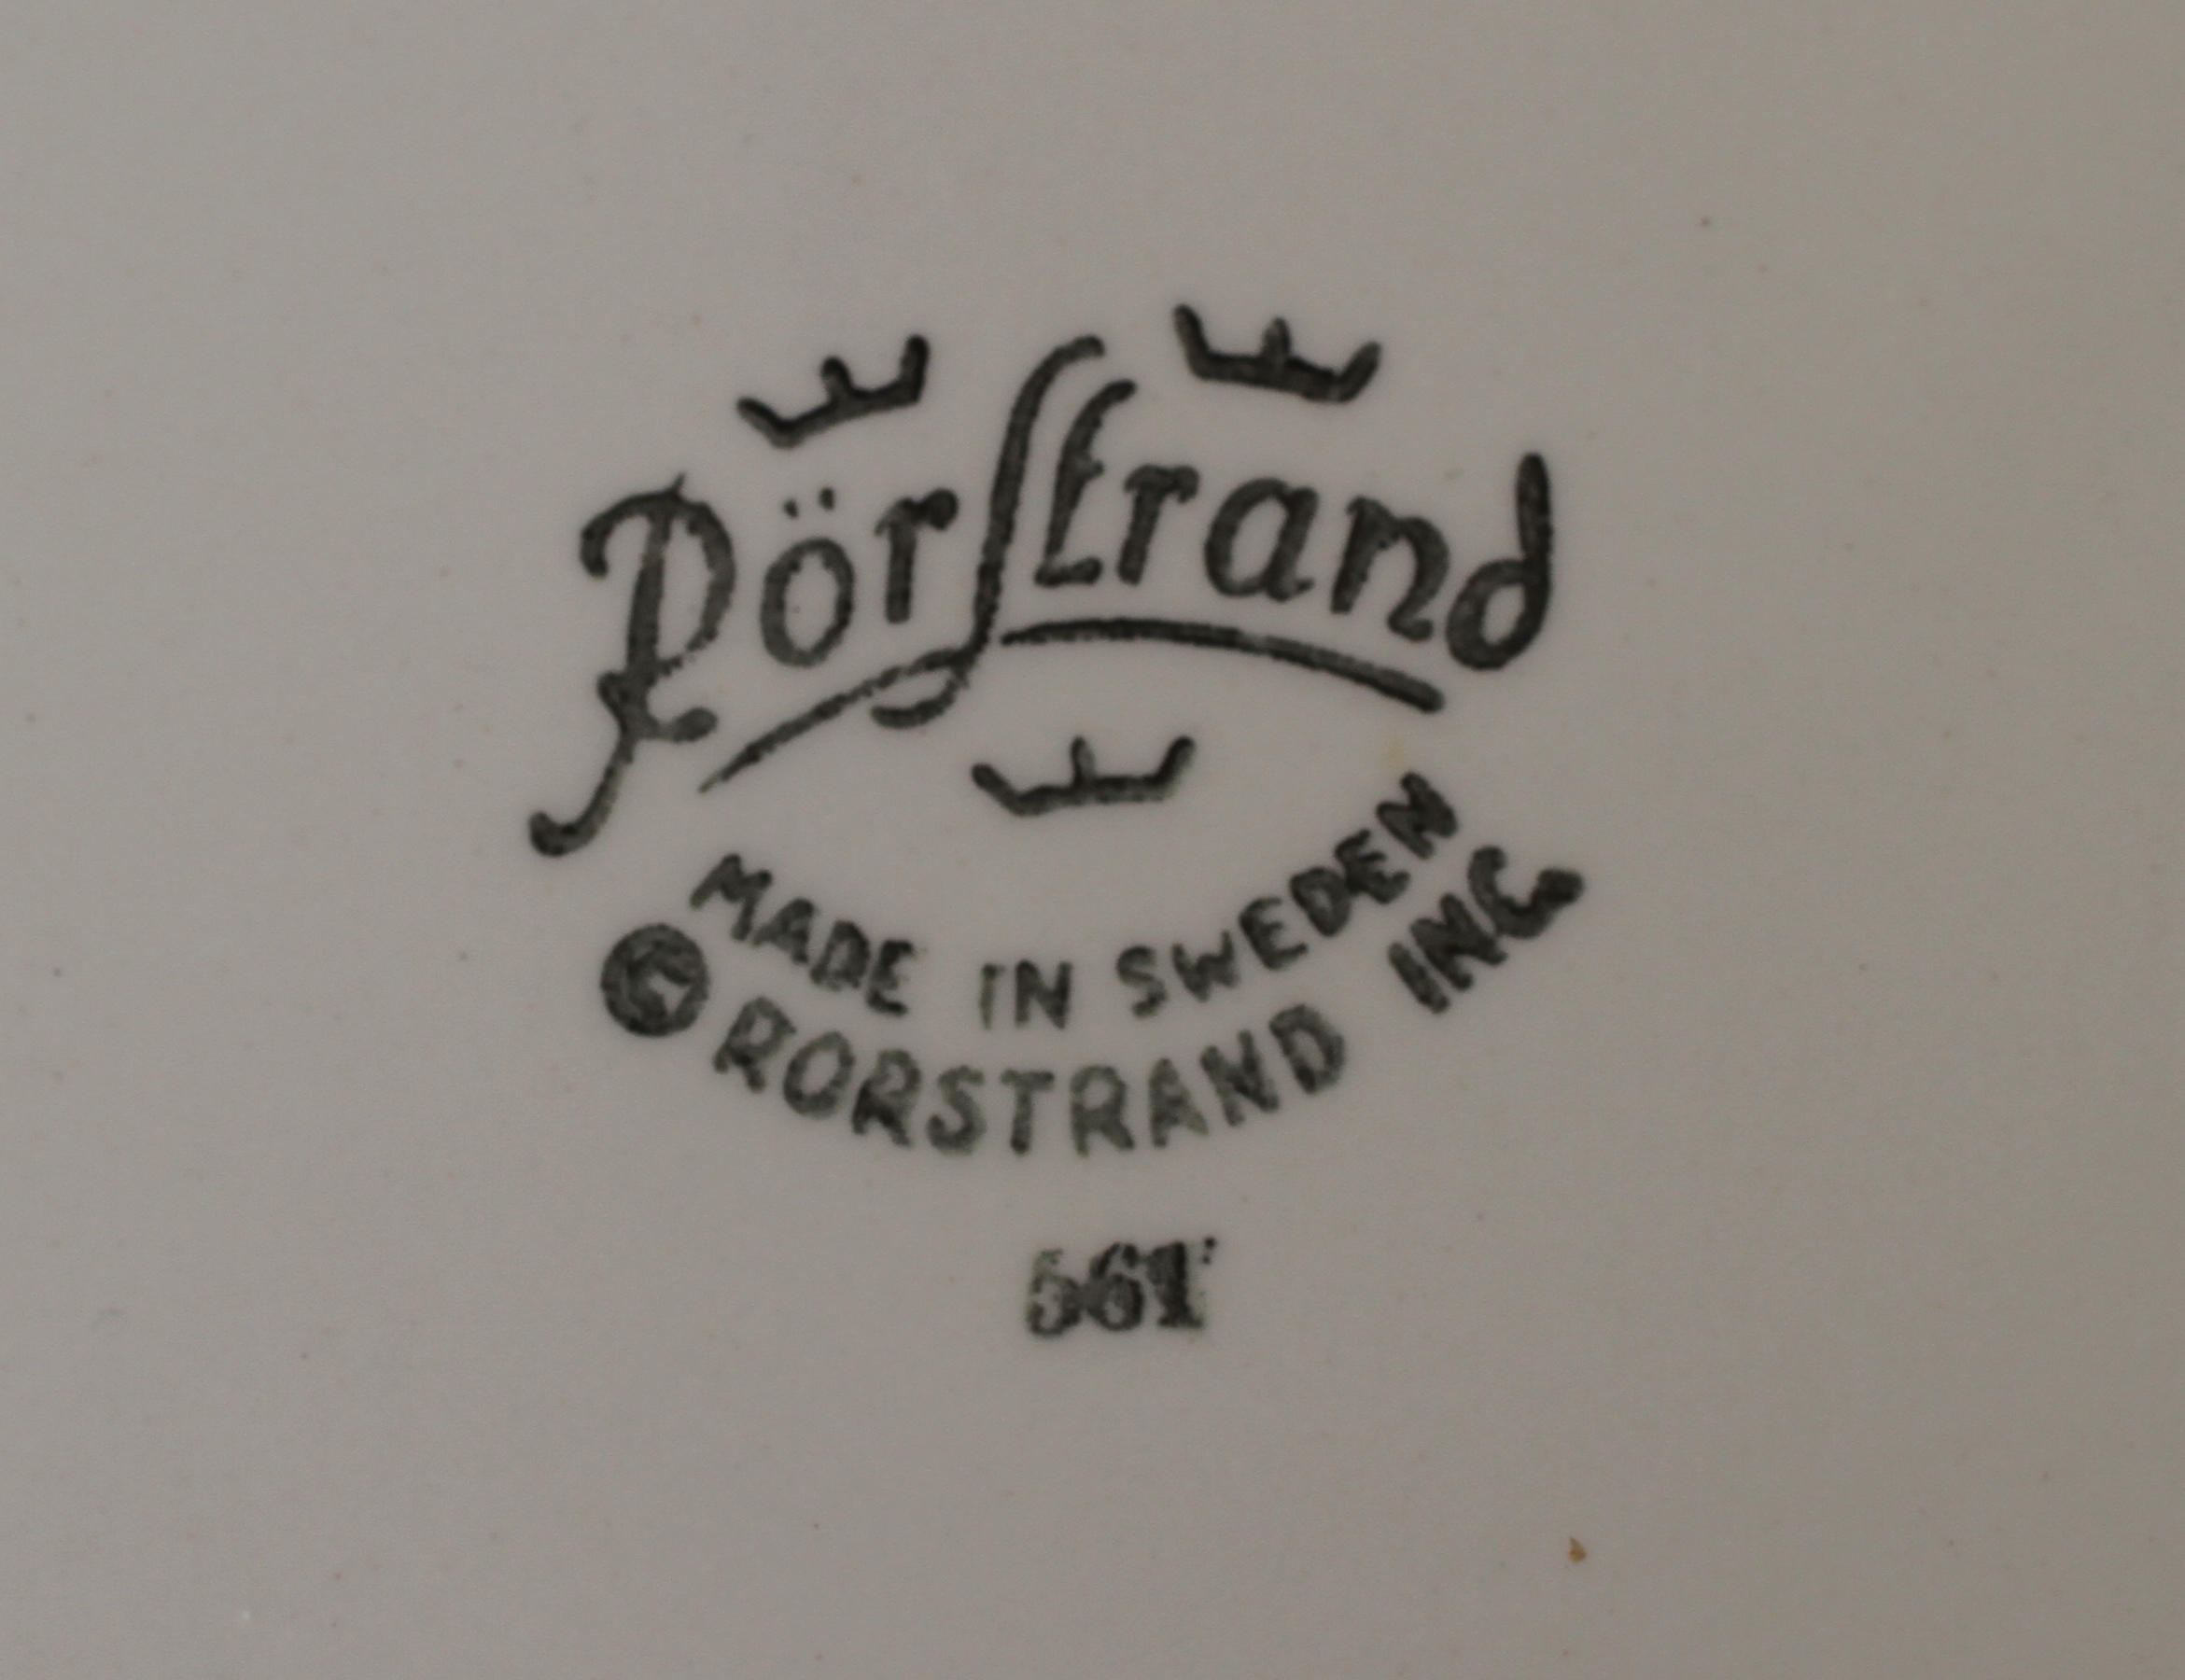 Rörstrand
MADE IN SWEDEN
© RORSTRAND INC.
561